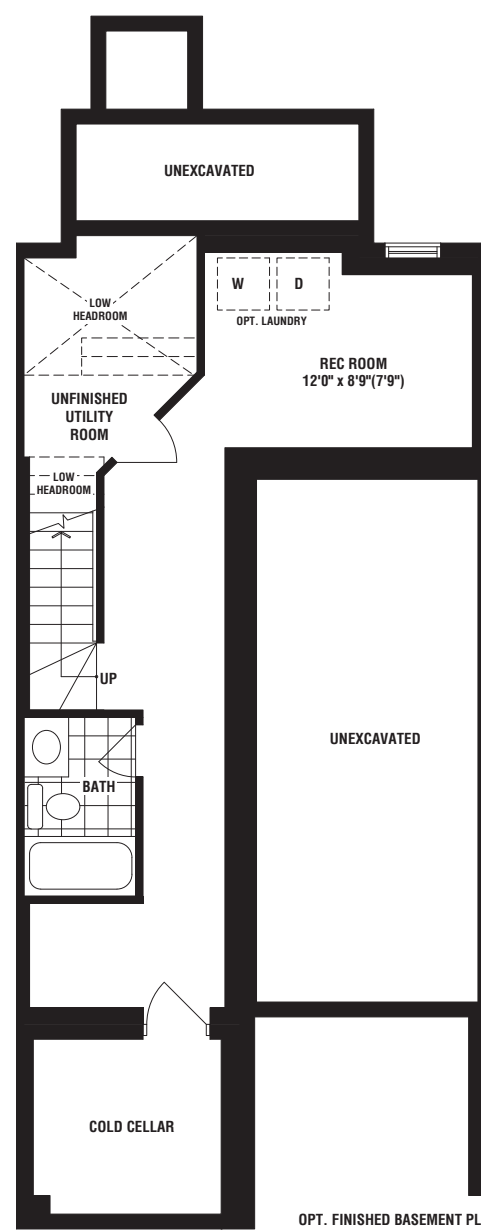 UNEXCAVATED
LOW
HEADROOM
W
D
OPT. LAUNDRY
REC ROOM
12'0" x 8'9"(7'9")
UNFINISHED
UTILITY
ROOM
LOW
HEADROOM
UP
UNEXCAVATED
BATH
COLD CELLAR
OPT. FINISHED BASEMENT PL